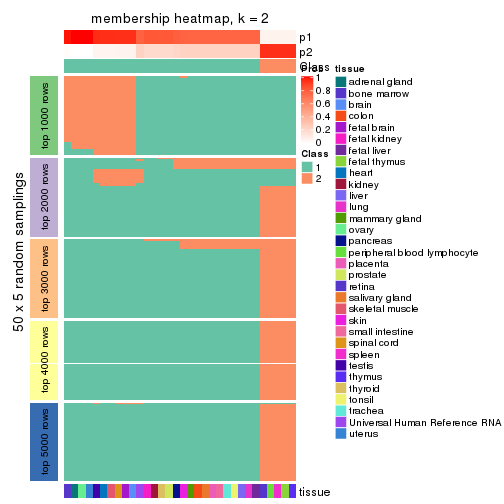 membership heatmap, k = 2
p1
p2
Class
Prob
1
0.8
0.6
0.4
0.2
0
Class
1
2
50 x 5 random samplings
top 1000 rows
top 2000 rows
top 3000 rows
top 4000 rows
top 5000 rows
tissue
tissue
adrenal gland
bone marrow
brain
colon
fetal brain
fetal kidney
fetal liver
fetal thymus
heart
kidney
liver
lung
mammary gland
ovary
pancreas
peripheral blood lymphocyte
placenta
prostate
retina
salivary gland
skeletal muscle
skin
small intestine
spinal cord
spleen
testis
thymus
thyroid
tonsil
trachea
Universal Human Reference RNA
uterus